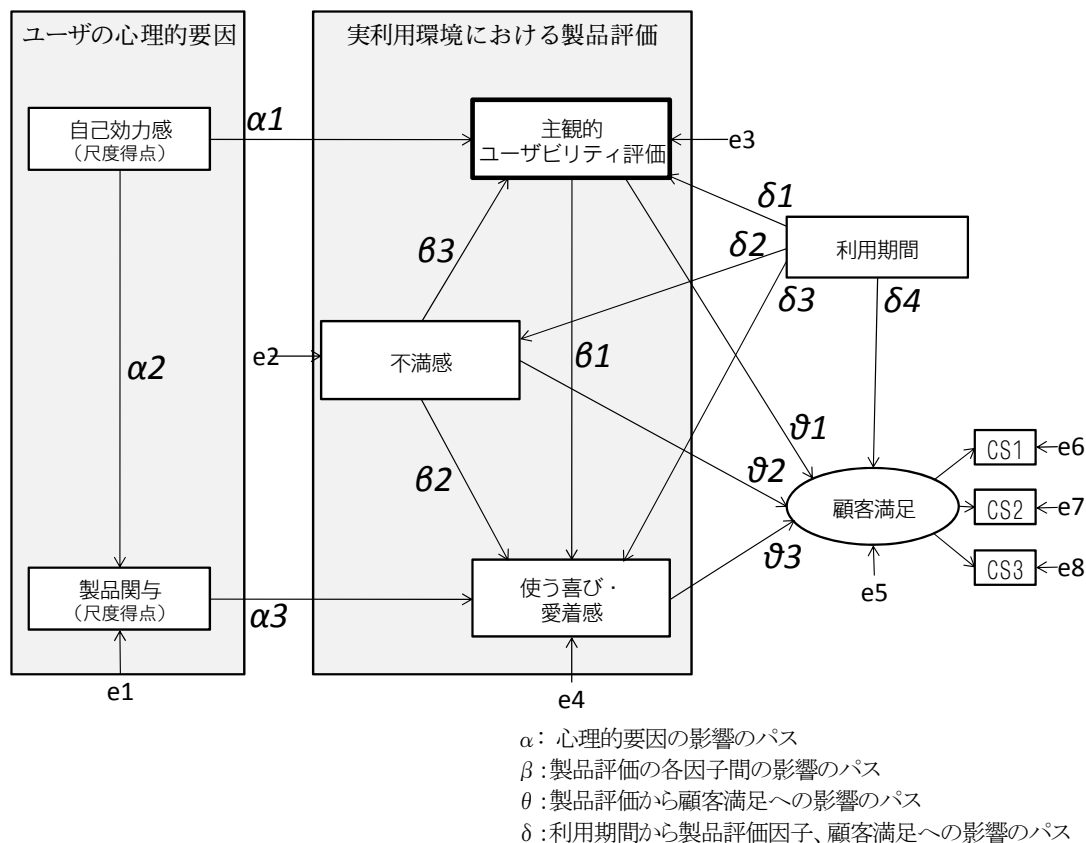 ユーザの心理的要因
実利用環境における製品評価
自己効力感
(尺度得点)
α1
主観的
ユーザビリティ評価
e3
δ1
δ2
利用期間
β3
δ3
δ4
e2
不満感
α2
β1
ϑ1
β2
ϑ2
CS1
e6
顧客満足
CS2
e7
製品関与
(尺度得点)
α3
使う喜び・
愛着感
ϑ3
CS3
e8
e5
e1
e4
α: 心理的要因の影響のパス
β:製品評価の各因子間の影響のパス
θ:製品評価から顧客満足への影響のパス
δ:利用期間から製品評価因子、顧客満足への影響のパス